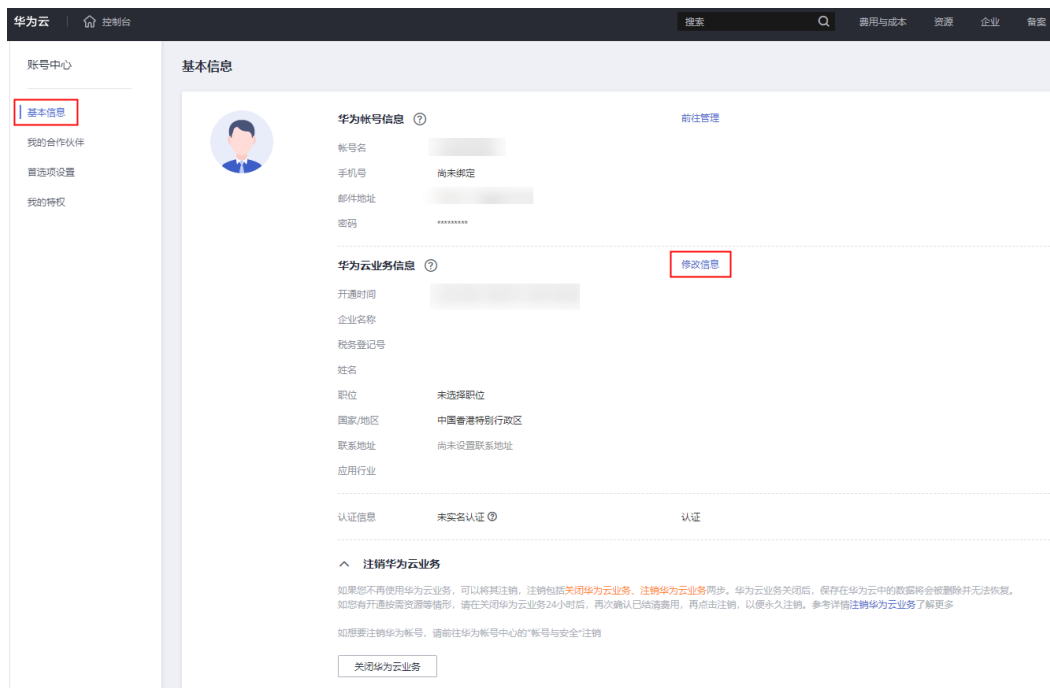 华为云 控制台 搜索 费用与成本 资源 企业 备案
账号中心
基本信息
我的合作伙伴
首选项设置
我的特权
基本信息
华为帐号信息 ? 前往管理
帐号名
手机号 尚未绑定
邮件地址
密码 *********
华为云业务信息 ? 修改信息
开通时间
企业名称
税务登记号
姓名
职位 未选择职位
国家/地区 中国香港特别行政区
联系地址 尚未设置联系地址
应用行业
认证信息 未实名认证 ? 认证
注销华为云业务
如果您不再使用华为云业务，可以将其注销，注销包括关闭华为云业务、注销华为云业务两步。华为云业务关闭后，保存在华为云中的数据将会被删除并无法恢复。
如您有开通按需资源等情形，请在关闭华为云业务24小时后，再次确认已结清费用，再点击注销，以便永久注销。参考详情注销华为云业务了解更多
如想要注销华为帐号，请前往华为帐号中心的"帐号与安全"注销
关闭华为云业务